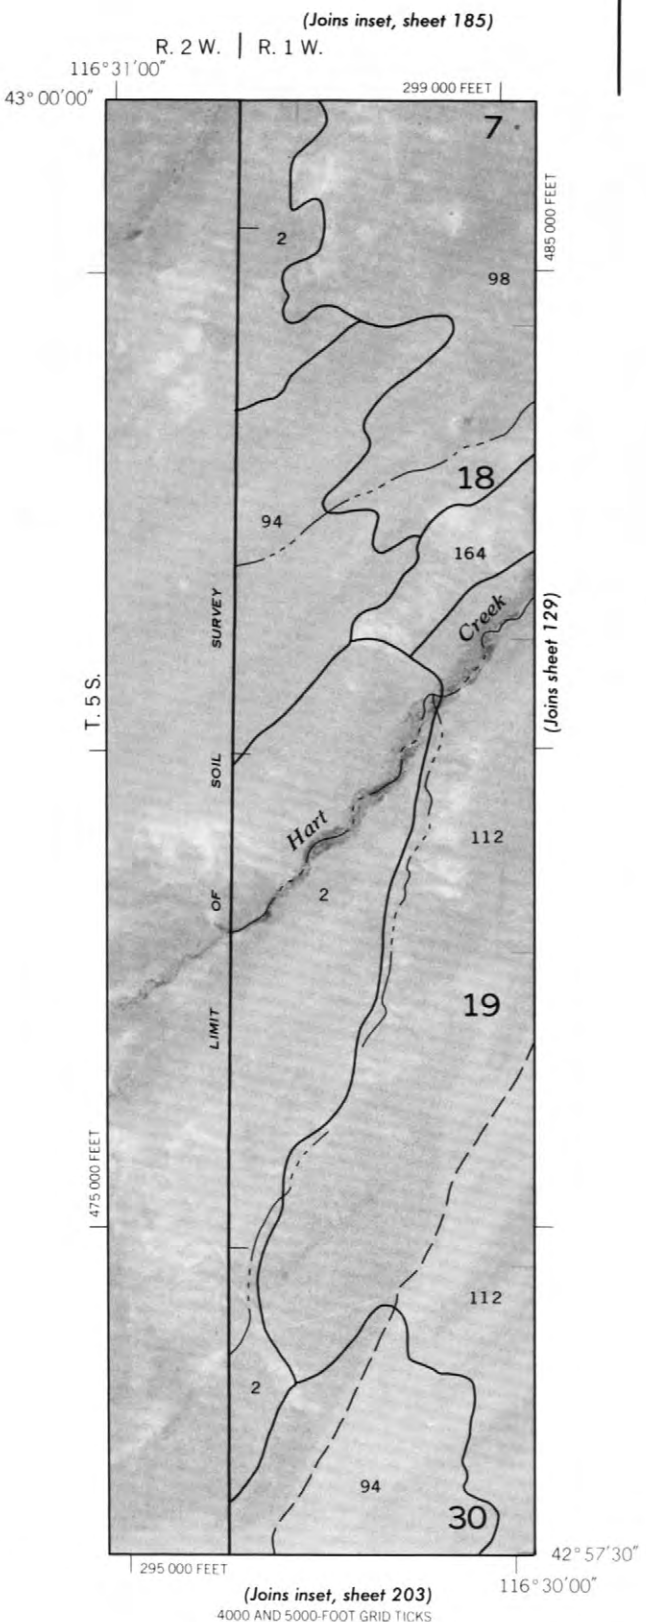 (Joins inset, sheet 185)
R. 2 W. | R. 1 W.
116°31'00"
299 000 FEET
43°00'00"
7
485 000 FEET
2
98
18
94
164
SURVEY
Creek
(Joins sheet 129)
T. 5 S.
SOIL
Hart
112
2
OF
19
LIMIT
475 000 FEET
112
2
94
30
42°57'30"
295 000 FEET
116°30'00"
(Joins inset, sheet 203)
4000 AND 5000-FOOT GRID TICKS